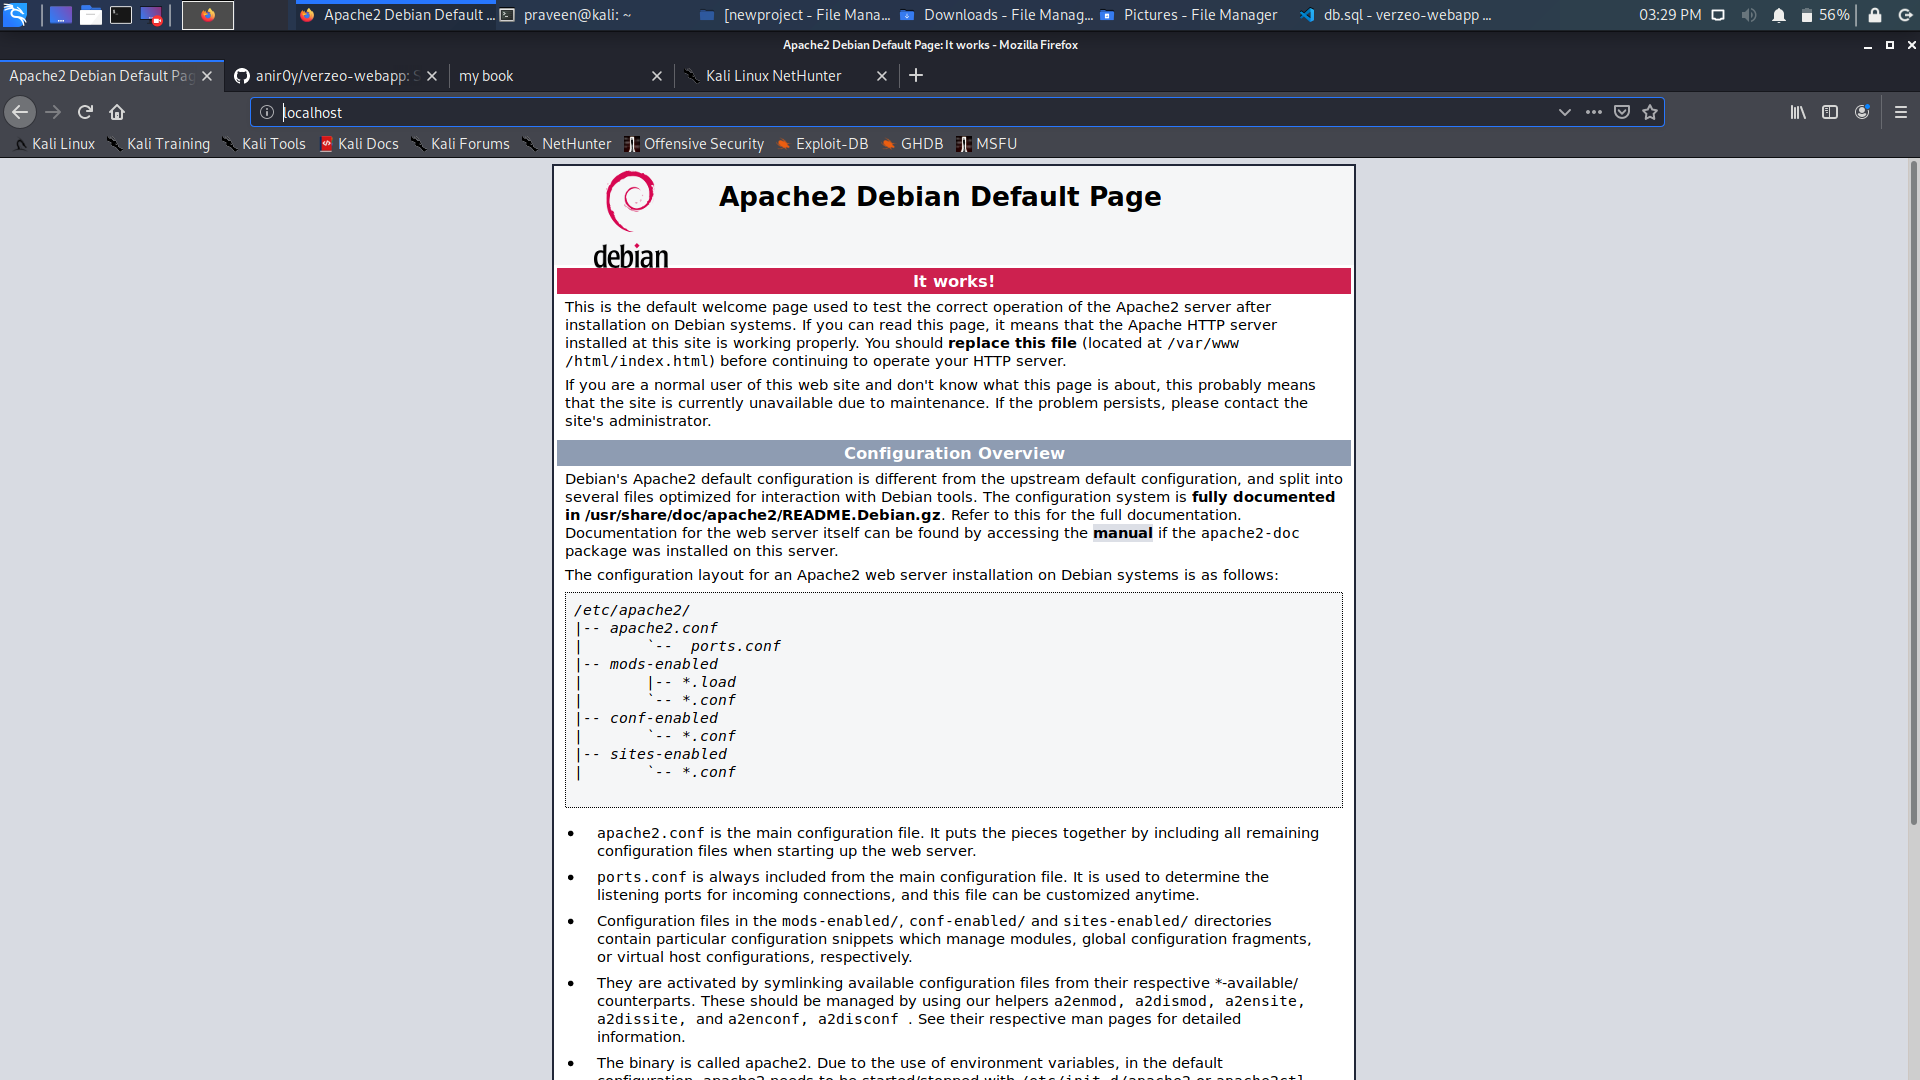 Apache2 Debian Default ...
praveen@kali: ~
[newproject - File Mana...
Downloads - File Manag...
Pictures - File Manager
db.sql - verzeo-webapp ...
03:29 PM
56%
Apache2 Debian Default Page: It works - Mozilla Firefox
Apache2 Debian Default Pag
anir0y/verzeo-webapp: S
my book
Kali Linux NetHunter
localhost
Kali Linux
Kali Training
Kali Tools
Kali Docs
Kali Forums
NetHunter
Offensive Security
Exploit-DB
GHDB
MSFU
debian
Apache2 Debian Default Page
It works!
This is the default welcome page used to test the correct operation of the Apache2 server after
installation on Debian systems. If you can read this page, it means that the Apache HTTP server
installed at this site is working properly. You should replace this file (located at /var/www
/html/index.html) before continuing to operate your HTTP server.
If you are a normal user of this web site and don't know what this page is about, this probably means
that the site is currently unavailable due to maintenance. If the problem persists, please contact the
site's administrator.
Configuration Overview
Debian's Apache2 default configuration is different from the upstream default configuration, and split into
several files optimized for interaction with Debian tools. The configuration system is fully documented
in /usr/share/doc/apache2/README.Debian.gz. Refer to this for the full documentation.
Documentation for the web server itself can be found by accessing the manual if the apache2-doc
package was installed on this server.
The configuration layout for an Apache2 web server installation on Debian systems is as follows:
/etc/apache2/
|-- apache2.conf
|       `--  ports.conf
|-- mods-enabled
|       |-- *.load
|       `-- *.conf
|-- conf-enabled
|       `-- *.conf
|-- sites-enabled
|       `-- *.conf
• apache2.conf is the main configuration file. It puts the pieces together by including all remaining
configuration files when starting up the web server.
• ports.conf is always included from the main configuration file. It is used to determine the
listening ports for incoming connections, and this file can be customized anytime.
• Configuration files in the mods-enabled/, conf-enabled/ and sites-enabled/ directories
contain particular configuration snippets which manage modules, global configuration fragments,
or virtual host configurations, respectively.
• They are activated by symlinking available configuration files from their respective *-available/
counterparts. These should be managed by using our helpers a2enmod, a2dismod, a2ensite,
a2dissite, and a2enconf, a2disconf . See their respective man pages for detailed
information.
• The binary is called apache2. Due to the use of environment variables, in the default
configuration, apache2 needs to be started/stopped with /etc/init.d/apache2 or apache2ctl.